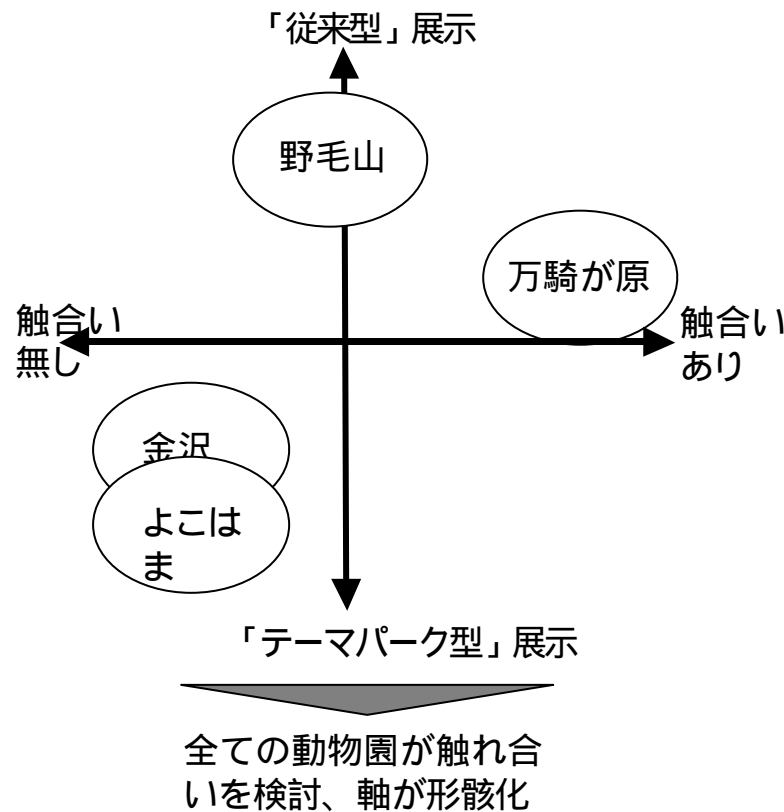 「従来型」展示
野毛山
万騎が原
触合い
無し
触合い
あり
金沢
よこは
ま
「テーマパーク型」展示
全ての動物園が触れ合
いを検討、軸が形骸化